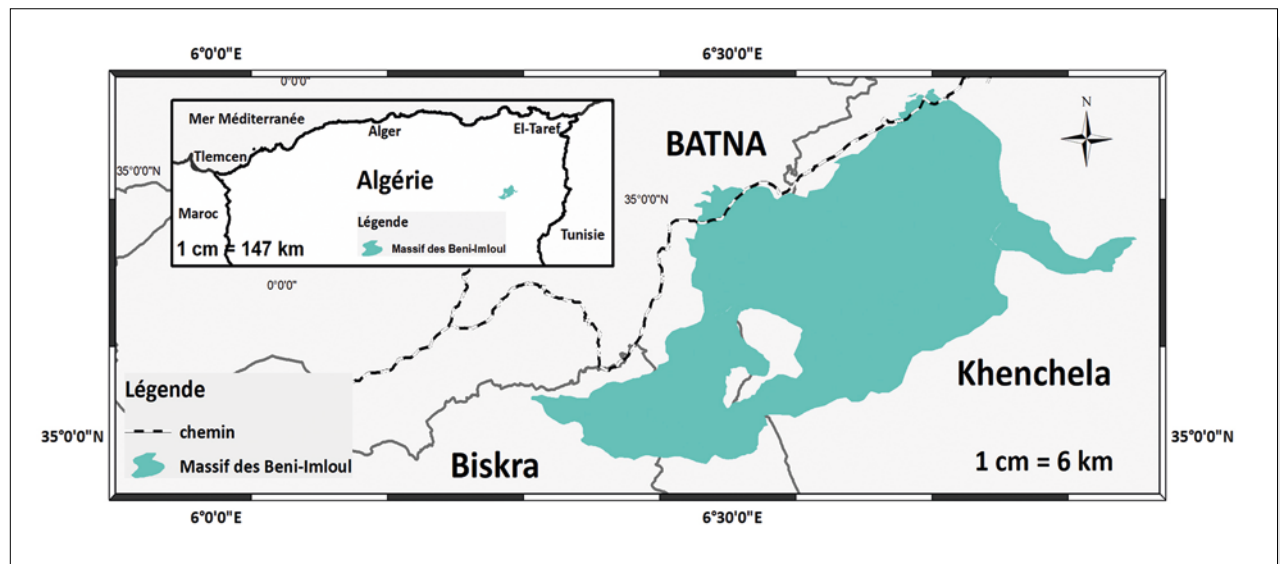 6°0'0"E
6°30'0"E
0°0'0"
Mer Méditerranée
Alger
El-Taref
Tlemcen
35°0'0"N
Algérie
Maroc
Légende
Massif des Beni-Imloul
Tunisie
1 cm = 147 km
0°0'0"
BATNA
N
35°0'0"N
Khenchela
Légende
chemin
Massif des Beni-Imloul
Biskra
1 cm = 6 km
35°0'0"N
35°0'0"N
6°0'0"E
6°30'0"E